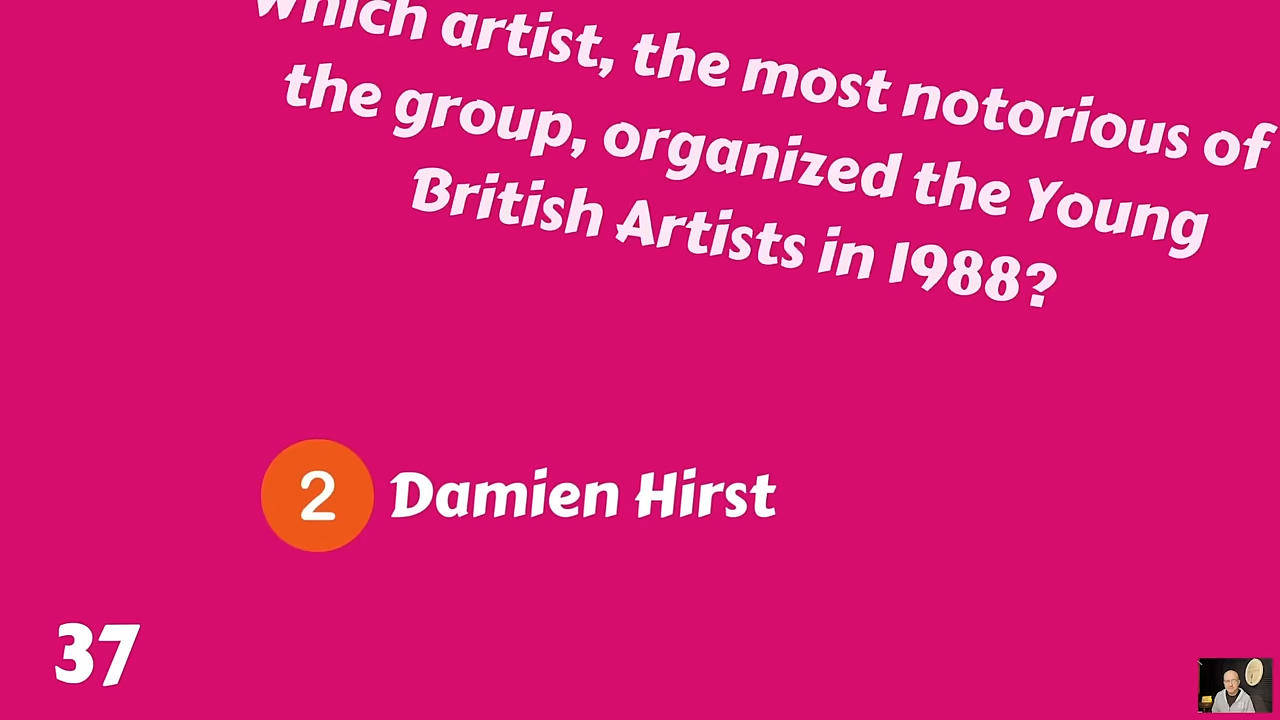 Which artist, the most notorious of
the group, organized the Young
British Artists in 1988?
2 Damien Hirst
37